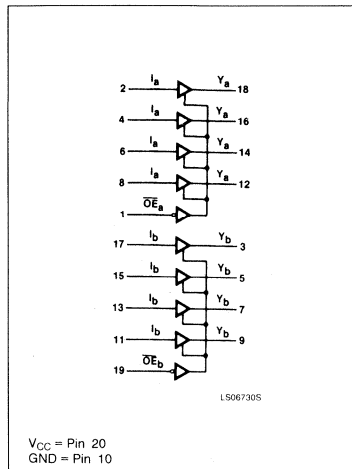 2 Ia Ya 18
4 Ia Ya 16
6 Ia Ya 14
8 Ia Ya 12
1 OEa
17 Ib Yb 3
15 Ib Yb 5
13 Ib Yb 7
11 Ib Yb 9
19 OEb
LS06730S
VCC = Pin 20
GND = Pin 10